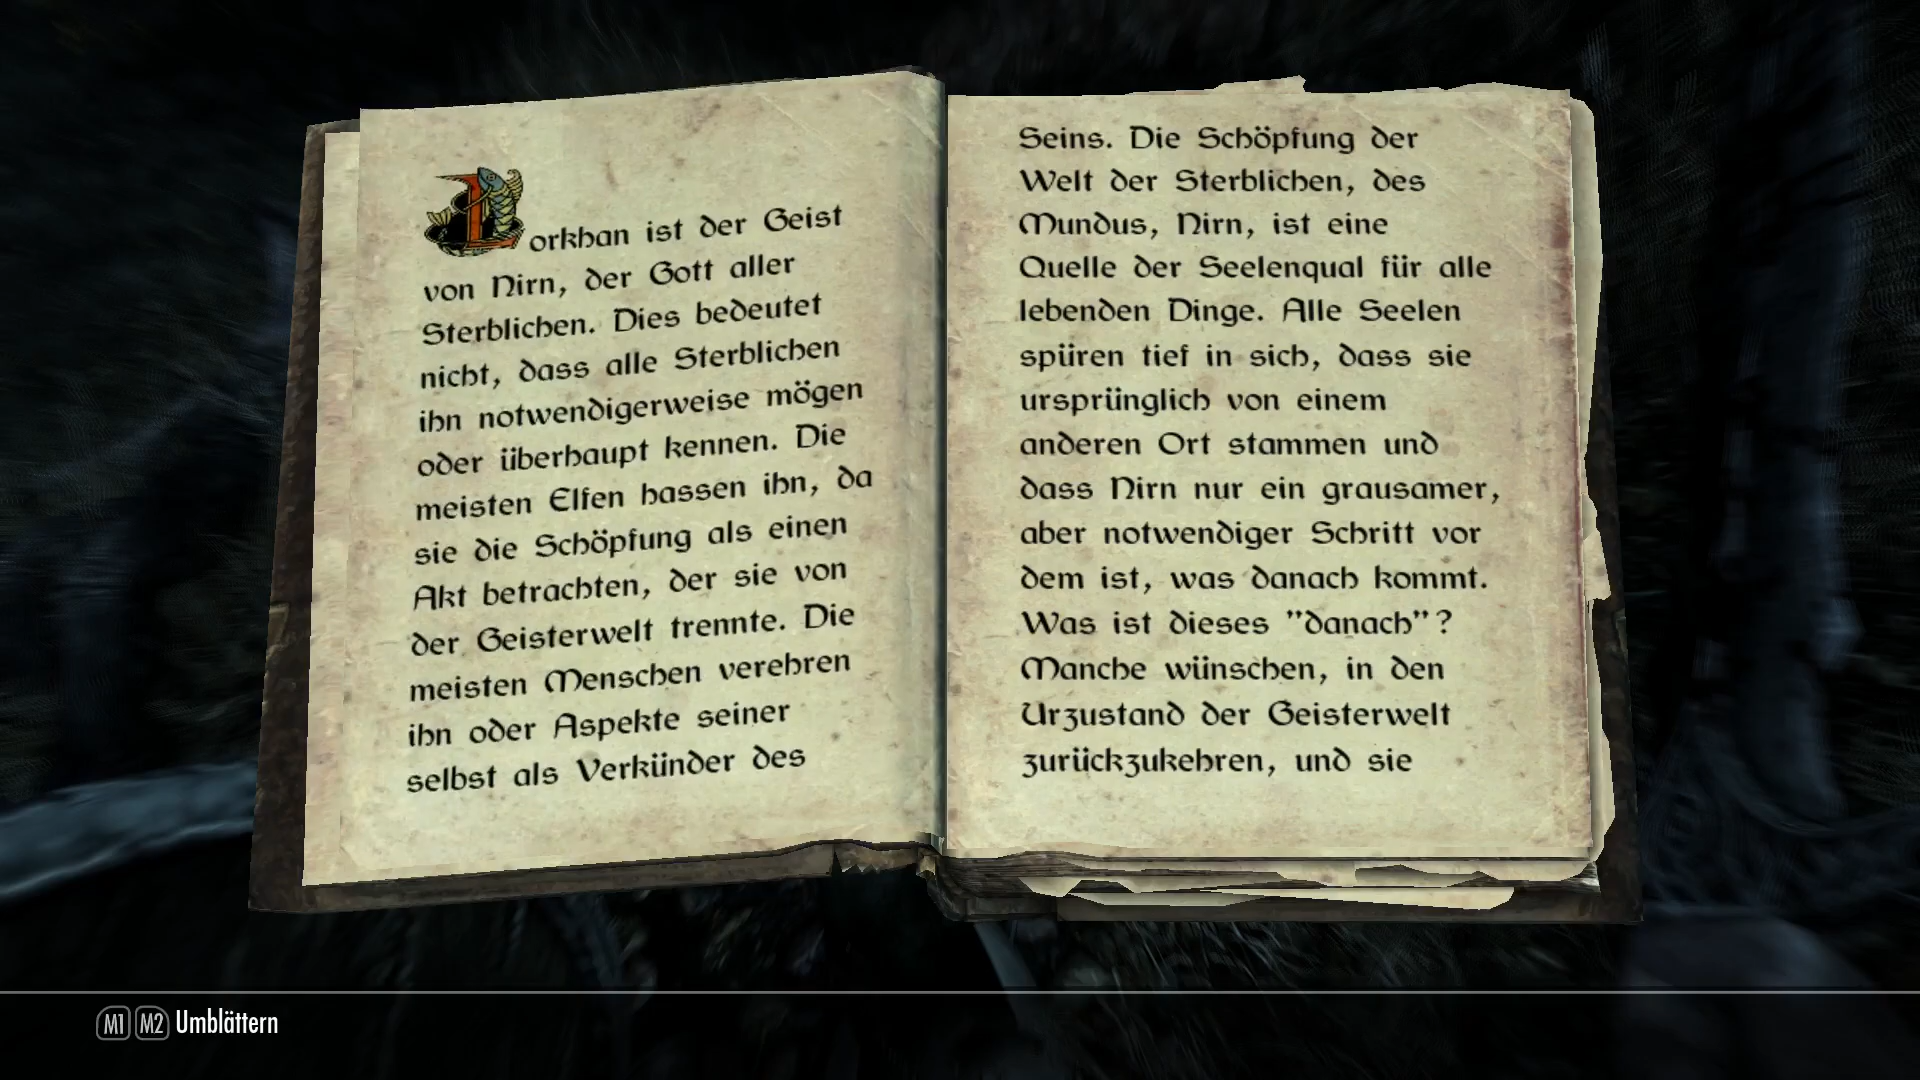 Lorkhan ist der Geist
von Nirn, der Gott aller
Sterblichen. Dies bedeutet
nicht, dass alle Sterblichen
ihn notwendigerweise mögen
oder überhaupt kennen. Die
meisten Elfen hassen ihn, da
sie die Schöpfung als einen
Akt betrachten, der sie von
der Geisterwelt trennte. Die
meisten Menschen verehren
ihn oder Aspekte seiner
selbst als Verkünder des
Seins. Die Schöpfung der
Welt der Sterblichen, des
Mundus, Nirn, ist eine
Quelle der Seelenqual für alle
lebenden Dinge. Alle Seelen
spüren tief in sich, dass sie
ursprünglich von einem
anderen Ort stammen und
dass Nirn nur ein grausamer,
aber notwendiger Schritt vor
dem ist, was danach kommt.
Was ist dieses "danach"?
Manche wünschen, in den
Urzustand der Geisterwelt
zurückzukehren, und sie
M1 M2 Umblättern